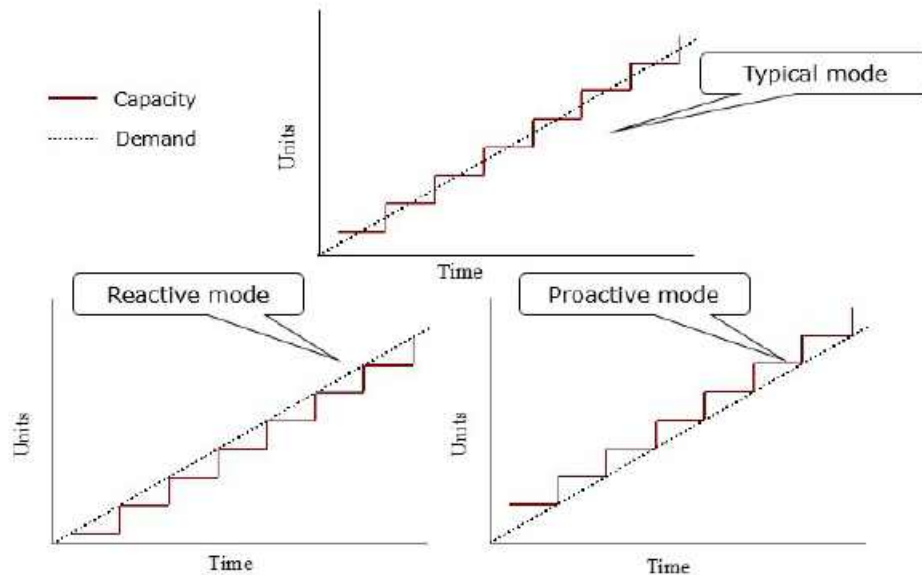 Capacity
Demand
Typical mode
Units
Time
Reactive mode
Units
Time
Proactive mode
Units
Time